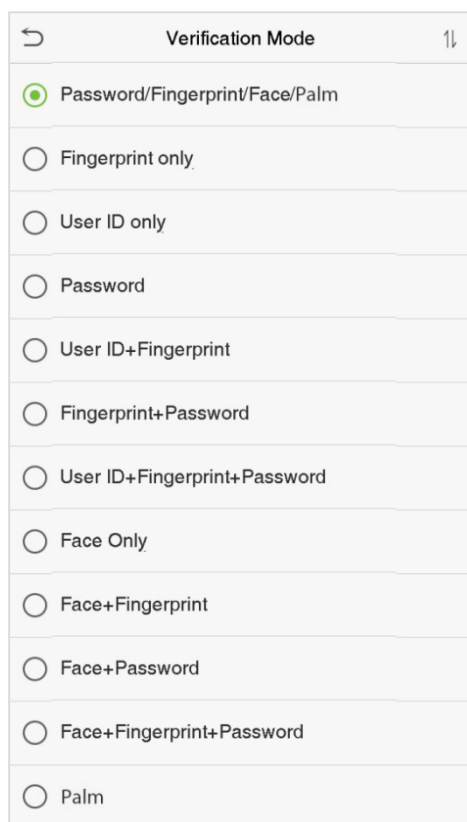 Verification Mode
Password/Fingerprint/Face/Palm
Fingerprint only
User ID only
Password
User ID+Fingerprint
Fingerprint+Password
User ID+Fingerprint+Password
Face Only
Face+Fingerprint
Face+Password
Face+Fingerprint+Password
Palm